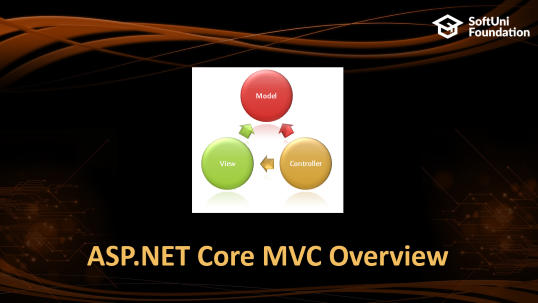 SoftUni
Foundation
Model
View
Controller
ASP.NET Core MVC Overview